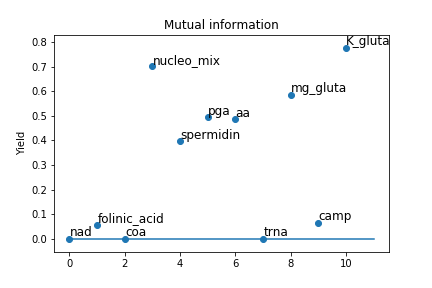 Mutual information
0.8
0.7
0.6
0.5
0.4
0.3
0.2
0.1
0.0
Yield
K_gluta
nucleo_mix
mg_gluta
pga
aa
spermidin
folinic_acid
camp
nad
coa
trna
0 2 4 6 8 10